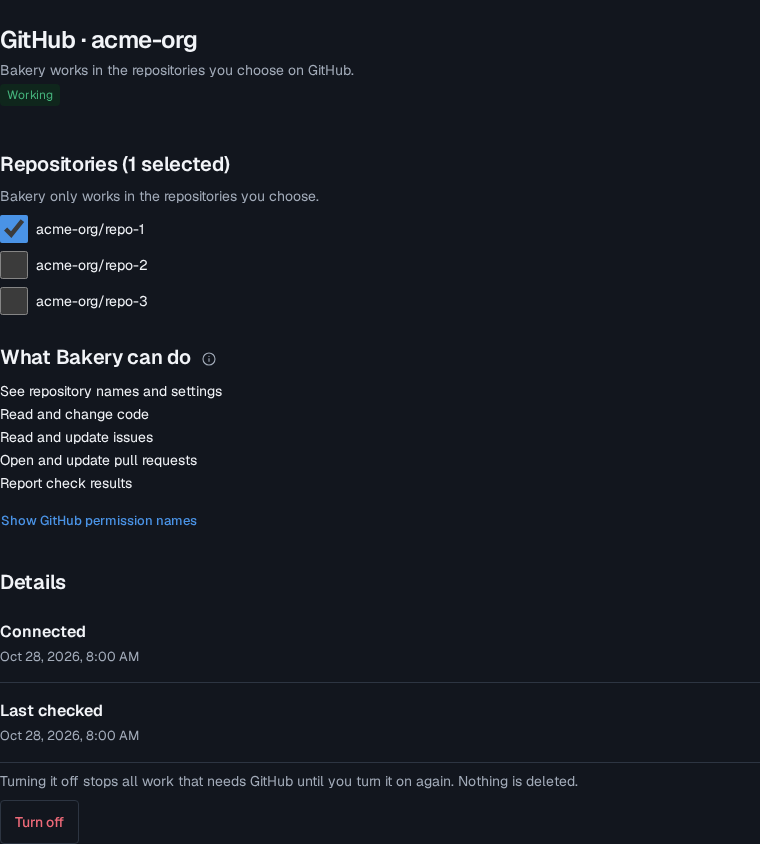 GitHub · acme-org
Bakery works in the repositories you choose on GitHub.
Working
Repositories (1 selected)
Bakery only works in the repositories you choose.
acme-org/repo-1
acme-org/repo-2
acme-org/repo-3
What Bakery can do
See repository names and settings
Read and change code
Read and update issues
Open and update pull requests
Report check results
Show GitHub permission names
Details
Connected
Oct 28, 2026, 8:00 AM
Last checked
Oct 28, 2026, 8:00 AM
Turning it off stops all work that needs GitHub until you turn it on again. Nothing is deleted.
Turn off